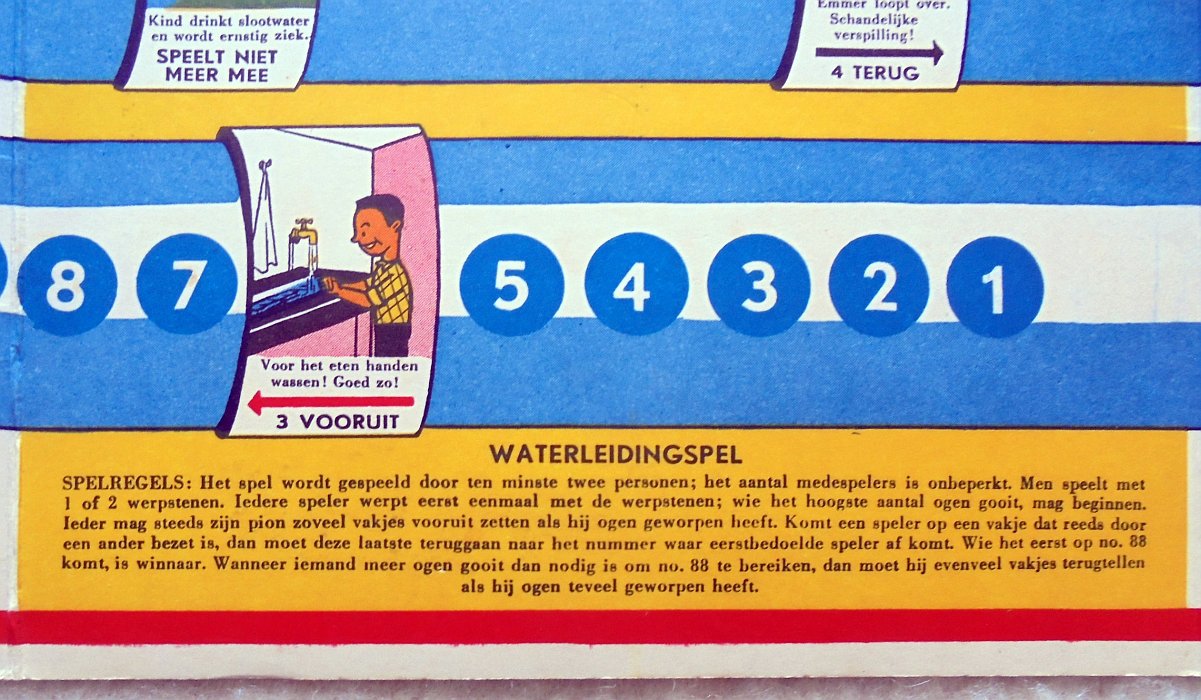 Kind drinkt slootwater
en wordt ernstig ziek.
SPEELT NIET
MEER MEE
Emmer loopt over.
Schandelijke
verspilling!
4 TERUG
8 7 5 4 3 2 1
Voor het eten handen
wassen! Goed zo!
3 VOORUIT
WATERLEIDINGSPEL
SPELREGELS: Het spel wordt gespeeld door ten minste twee personen; het aantal medespelers is onbeperkt. Men speelt met
1 of 2 werpstenen. Iedere speler werpt eerst eenmaal met de werpstenen; wie het hoogste aantal ogen gooit, mag beginnen.
Ieder mag steeds zijn pion zoveel vakjes vooruit zetten als hij ogen geworpen heeft. Komt een speler op een vakje dat reeds door
een ander bezet is, dan moet deze laatste teruggaan naar het nummer waar eerstbedoelde speler af komt. Wie het eerst op no. 88
komt, is winnaar. Wanneer iemand meer ogen gooit dan nodig is om no. 88 te bereiken, dan moet hij evenveel vakjes terugtellen
als hij ogen teveel geworpen heeft.